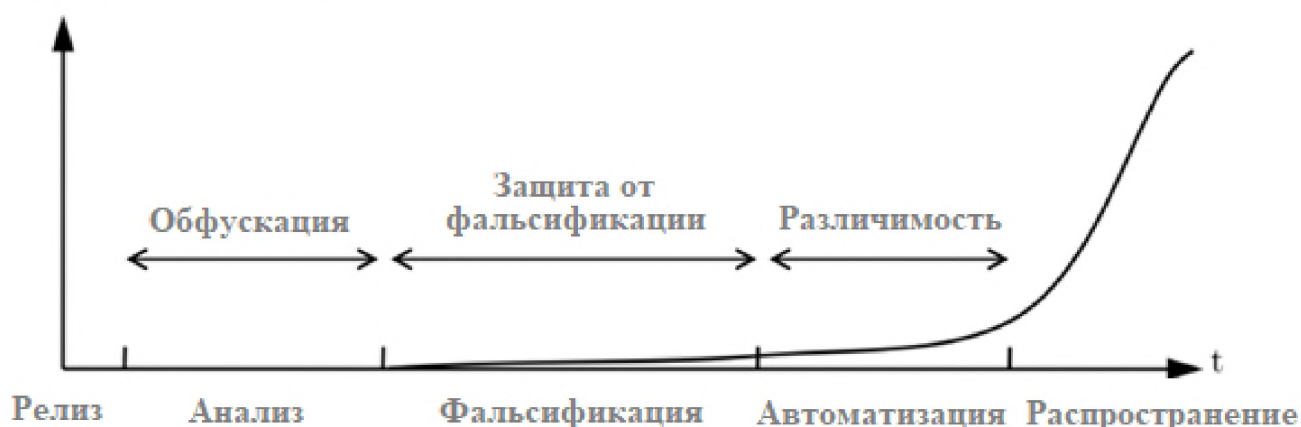 Защита от
Обфускация фальсификации Различимость
t
Релиз Анализ Фальсификация Автоматизация Распространение